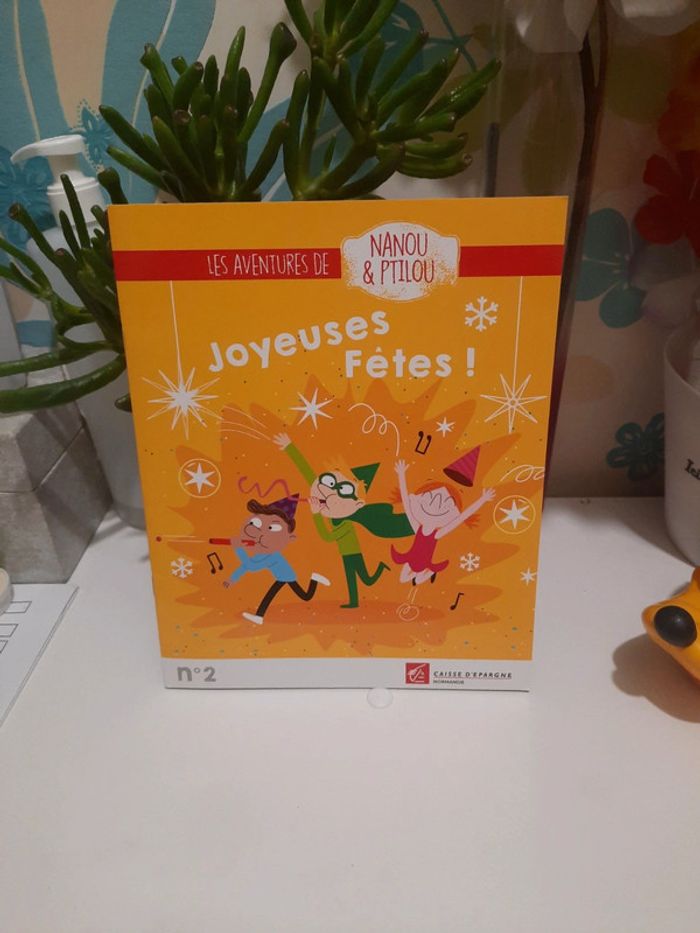 LES AVENTURES DE
NANOU
& PTILOU
Joyeuses
Fêtes !
n°2
CAISSE D'EPARGNE
NORMANDIE